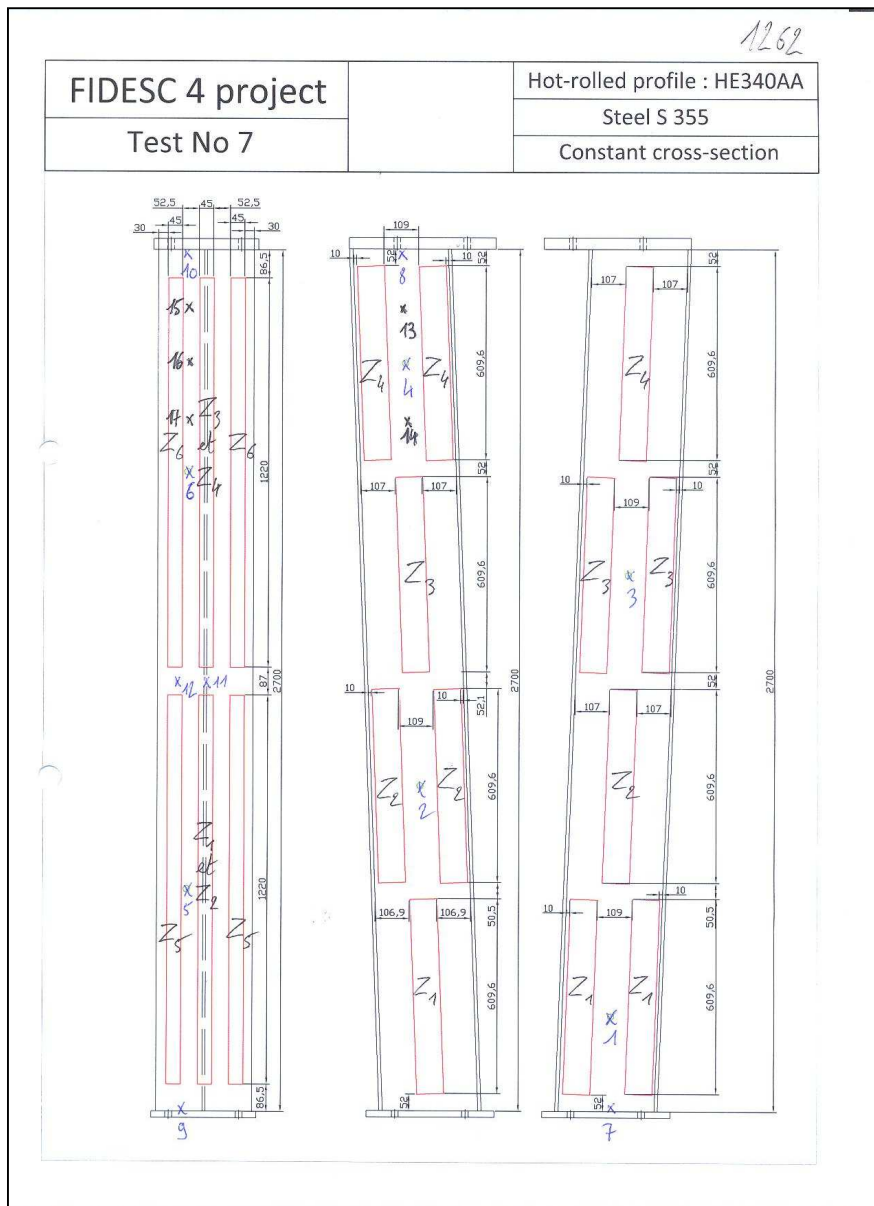 1262
FIDESC 4 project
Test No 7
Hot-rolled profile : HE340AA
Steel S 355
Constant cross-section
52,5 45 52,5
45 45
30 30
10
86,5
15
16
17
Z3
et
Z4
Z6 Z6
6
1220
12 11
87
2700
Z1
et
Z2
5
Z5 Z5
1220
86,5
9
109
10 52 10 52
8
13
4
14
Z4 Z4
609,6
52
107 107
Z3
609,6
10 10
109
52,1
Z2 Z2
2
609,6
2700
106,9 106,9
50,5
Z1
609,6
52
52
107 107
Z4
609,6
52
10 10
109
Z3 Z3
3
609,6
52
107 107
Z2
609,6
2700
10
10 109
50,5
Z1 Z1
1
609,6
52
7